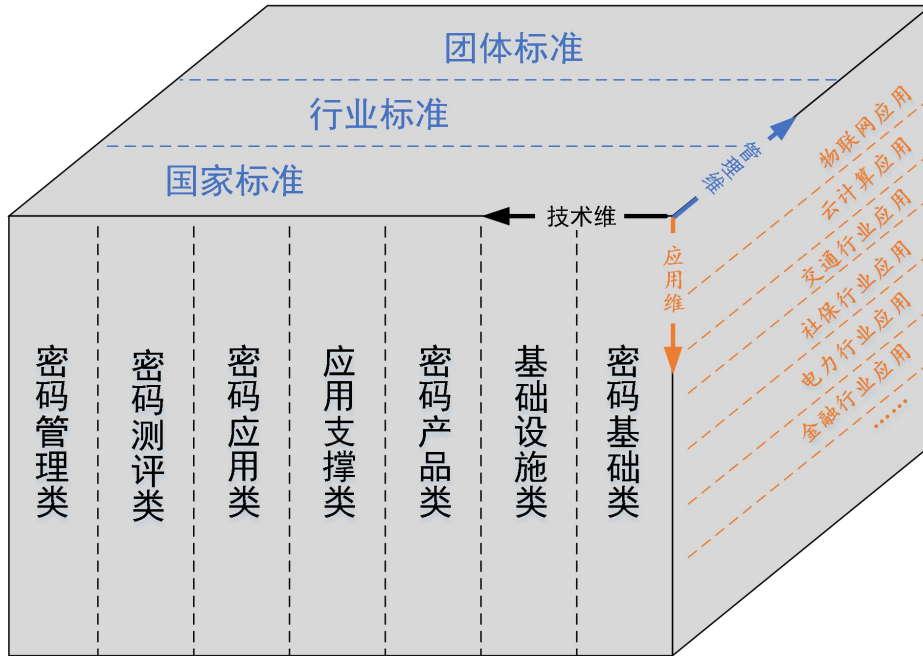 团体标准
行业标准
国家标准
管理维
技术维
应用维
物联网应用
云计算应用
交通行业应用
社保行业应用
电力行业应用
金融行业应用
......
密码管理类
密码测评类
密码应用类
应用支撑类
密码产品类
基础设施类
密码基础类